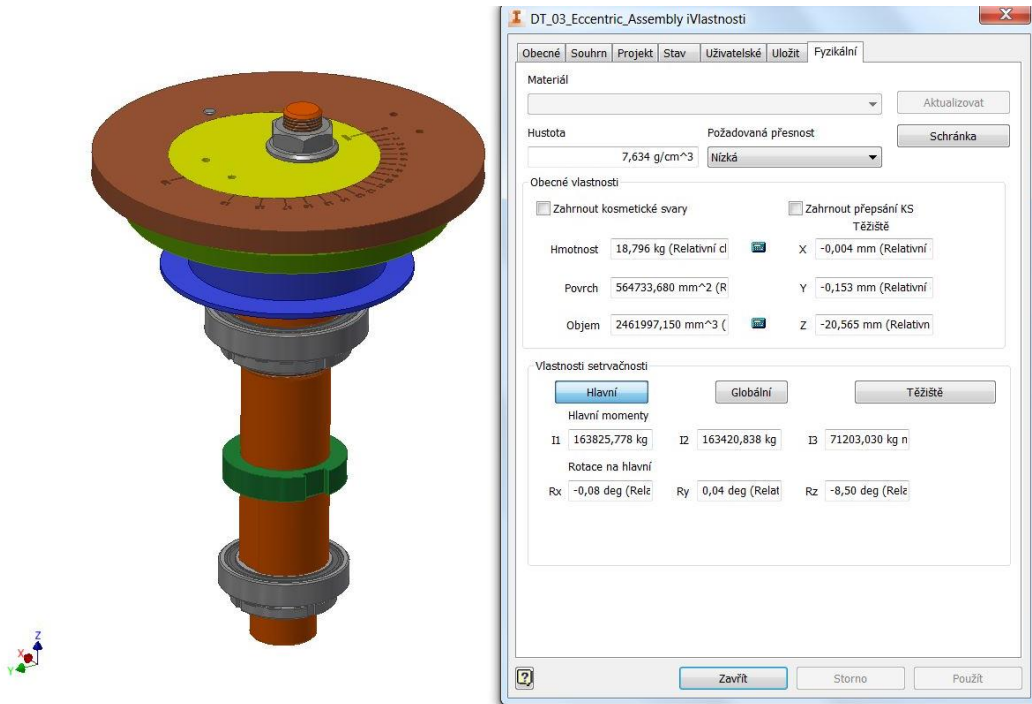 DT_03_Eccentric_Assembly iVlastnosti
Obecné Souhrn Projekt Stav Uživatelské Uložit Fyzikální
Materiál
Aktualizovat
Hustota Požadovaná přesnost
Schránka
7,634 g/cm^3 Nízká
Obecné vlastnosti
Zahrnout kosmetické svary Zahrnout přepsání KS
Těžiště
Hmotnost 18,796 kg (Relativní cl X -0,004 mm (Relativní
Povrch 564733,680 mm^2 (R Y -0,153 mm (Relativní
Objem 2461997,150 mm^3 ( Z -20,565 mm (Relativn
Vlastnosti setrvačnosti
Hlavní Globální Těžiště
Hlavní momenty
I1 163825,778 kg I2 163420,838 kg I3 71203,030 kg n
Rotace na hlavní
Rx -0,08 deg (Rela Ry 0,04 deg (Relat Rz -8,50 deg (Rela
Z
X
Y
Zavřít Storno Použít